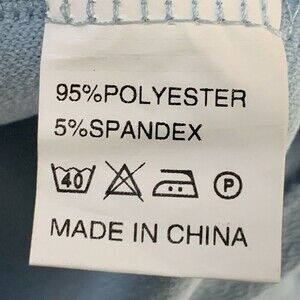 95%POLYESTER
5%SPANDEX
40 P
MADE IN CHINA